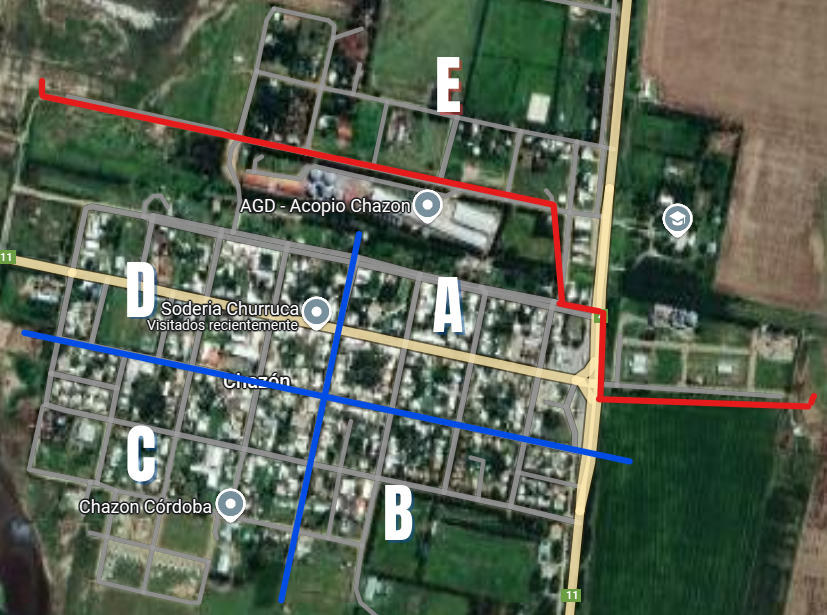 E
AGD - Acopio Chazon
11
D
Soderia Churruca
Visitados recientemente
A
Chazón
C
Chazon Córdoba
B
11